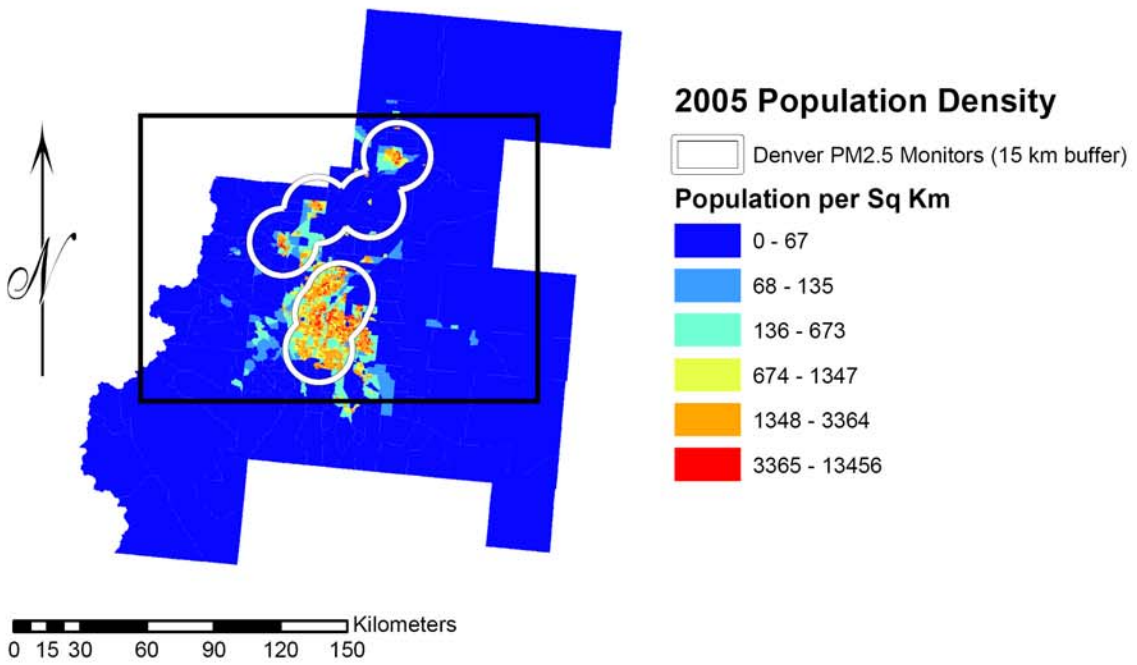 N
2005 Population Density
Denver PM2.5 Monitors (15 km buffer)
Population per Sq Km
0 - 67
68 - 135
136 - 673
674 - 1347
1348 - 3364
3365 - 13456
Kilometers
0 15 30 60 90 120 150